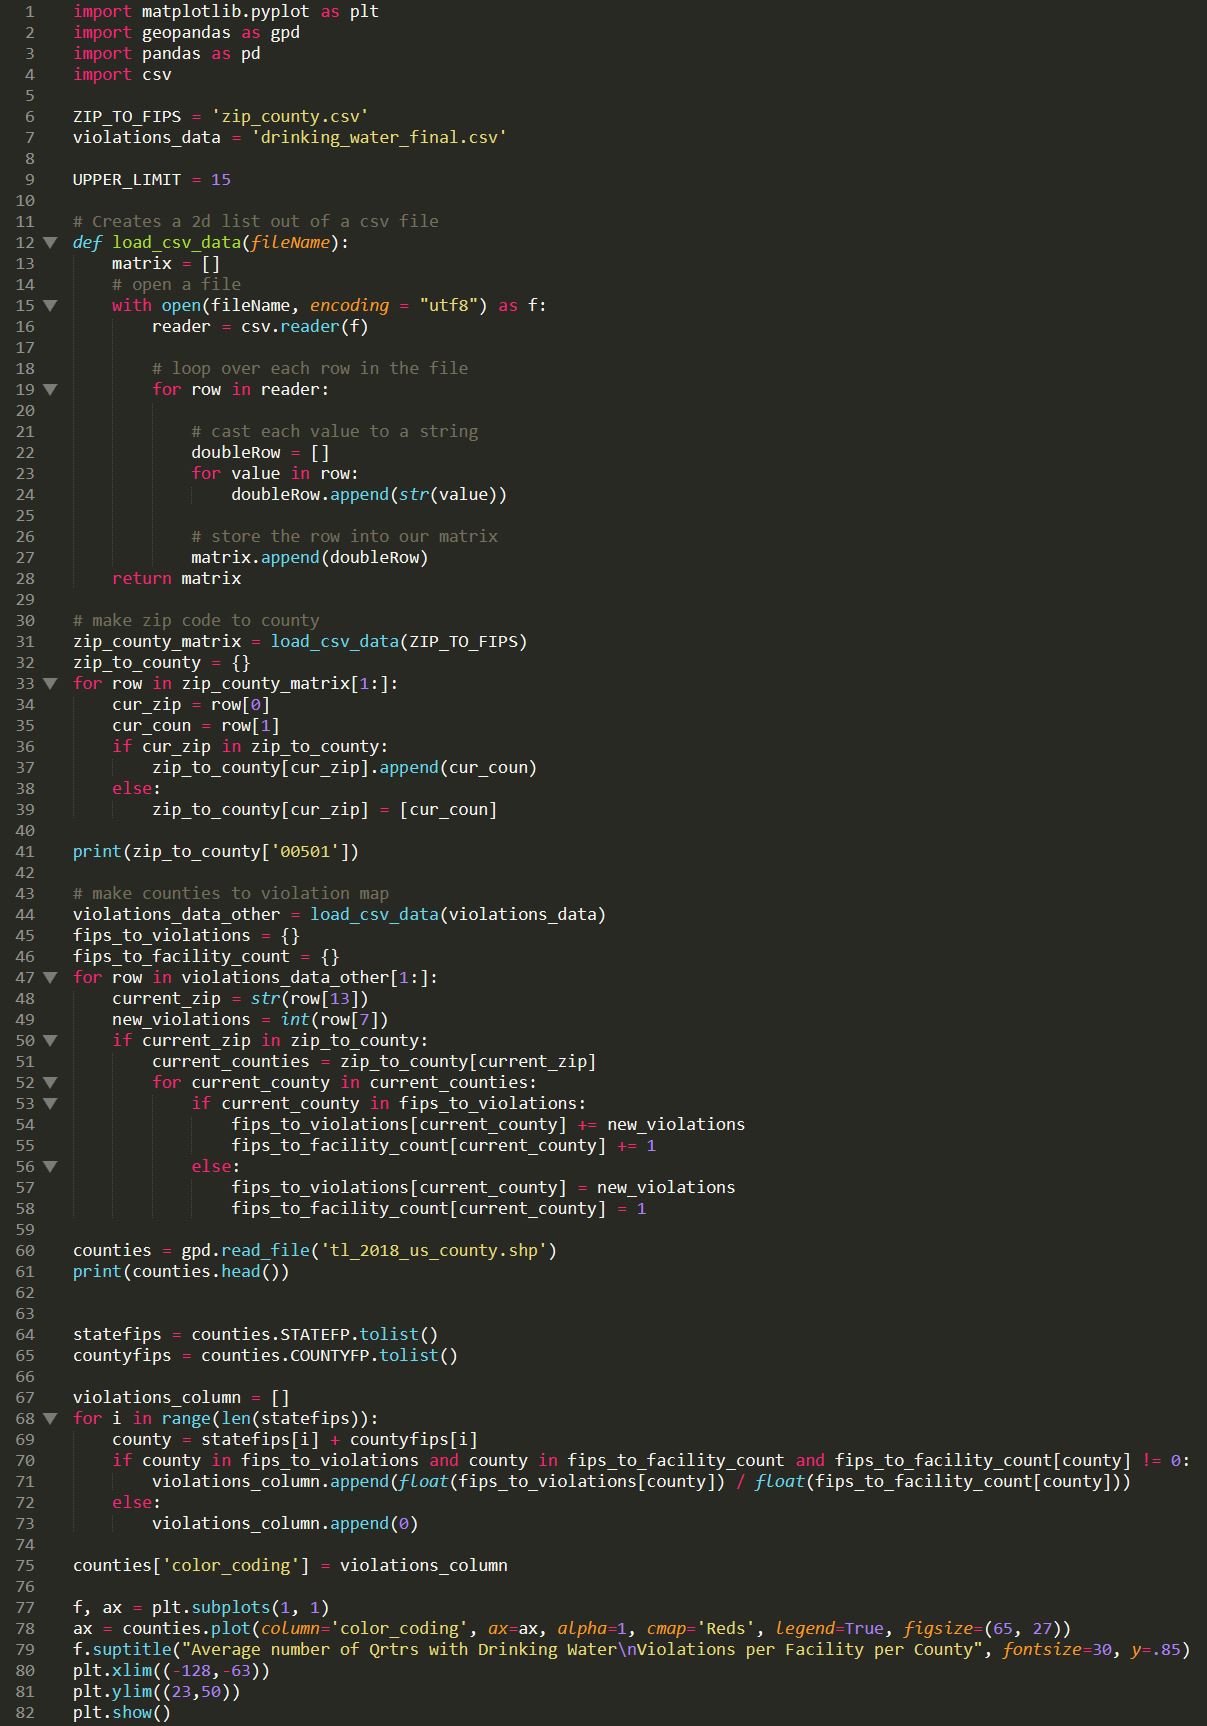 1 import matplotlib.pyplot as plt
2 import geopandas as gpd
3 import pandas as pd
4 import csv
5
6 ZIP_TO_FIPS = 'zip_county.csv'
7 violations_data = 'drinking_water_final.csv'
8
9 UPPER_LIMIT = 15
10
11 # Creates a 2d list out of a csv file
12 def load_csv_data(fileName):
13     matrix = []
14     # open a file
15     with open(fileName, encoding = "utf8") as f:
16         reader = csv.reader(f)
17
18         # loop over each row in the file
19         for row in reader:
20
21             # cast each value to a string
22             doubleRow = []
23             for value in row:
24                 doubleRow.append(str(value))
25
26             # store the row into our matrix
27             matrix.append(doubleRow)
28     return matrix
29
30 # make zip code to county
31 zip_county_matrix = load_csv_data(ZIP_TO_FIPS)
32 zip_to_county = {}
33 for row in zip_county_matrix[1:]:
34     cur_zip = row[0]
35     cur_coun = row[1]
36     if cur_zip in zip_to_county:
37         zip_to_county[cur_zip].append(cur_coun)
38     else:
39         zip_to_county[cur_zip] = [cur_coun]
40
41 print(zip_to_county['00501'])
42
43 # make counties to violation map
44 violations_data_other = load_csv_data(violations_data)
45 fips_to_violations = {}
46 fips_to_facility_count = {}
47 for row in violations_data_other[1:]:
48     current_zip = str(row[13])
49     new_violations = int(row[7])
50     if current_zip in zip_to_county:
51         current_counties = zip_to_county[current_zip]
52         for current_county in current_counties:
53             if current_county in fips_to_violations:
54                 fips_to_violations[current_county] += new_violations
55                 fips_to_facility_count[current_county] += 1
56             else:
57                 fips_to_violations[current_county] = new_violations
58                 fips_to_facility_count[current_county] = 1
59
60 counties = gpd.read_file('tl_2018_us_county.shp')
61 print(counties.head())
62
63
64 statefips = counties.STATEFP.tolist()
65 countyfips = counties.COUNTYFP.tolist()
66
67 violations_column = []
68 for i in range(len(statefips)):
69     county = statefips[i] + countyfips[i]
70     if county in fips_to_violations and county in fips_to_facility_count and fips_to_facility_count[county] != 0:
71         violations_column.append(float(fips_to_violations[county]) / float(fips_to_facility_count[county]))
72     else:
73         violations_column.append(0)
74
75 counties['color_coding'] = violations_column
76
77 f, ax = plt.subplots(1, 1)
78 ax = counties.plot(column='color_coding', ax=ax, alpha=1, cmap='Reds', legend=True, figsize=(65, 27))
79 f.suptitle("Average number of Qrtrs with Drinking Water\nViolations per Facility per County", fontsize=30, y=.85)
80 plt.xlim((-128,-63))
81 plt.ylim((23,50))
82 plt.show()